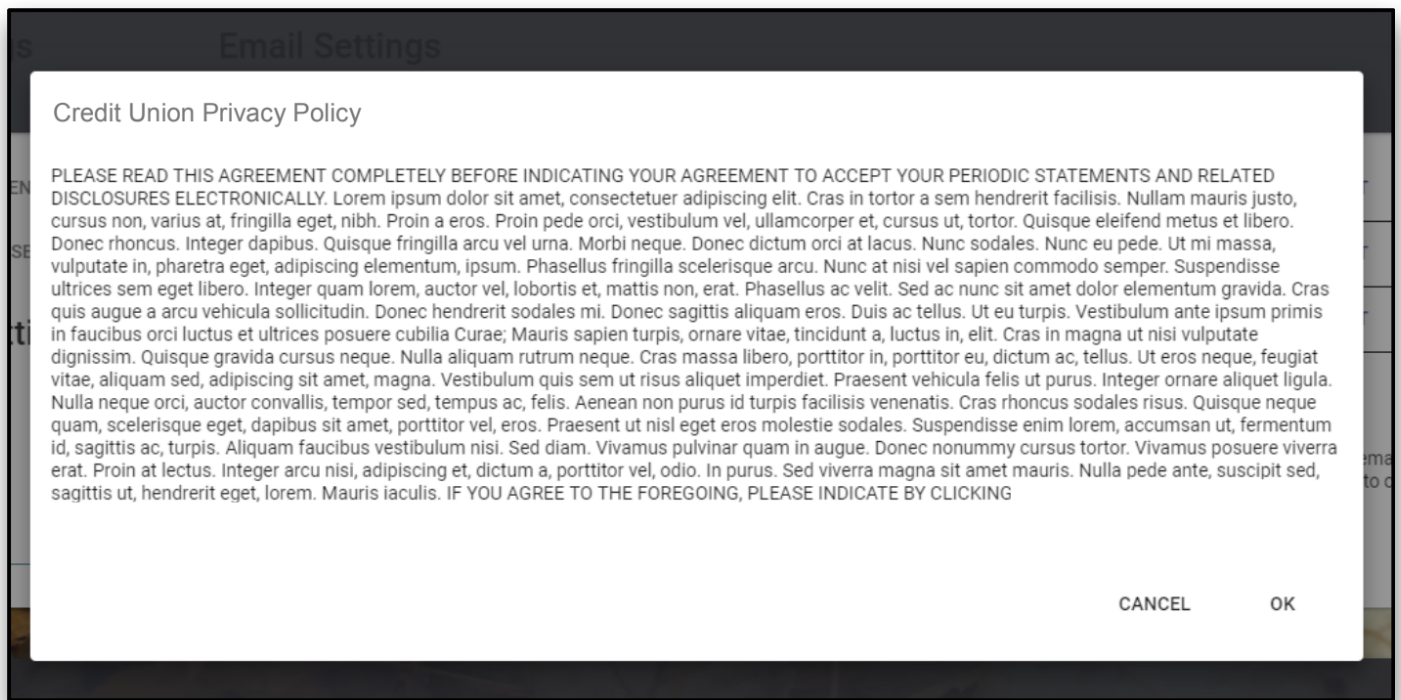 Email Settings
Credit Union Privacy Policy
PLEASE READ THIS AGREEMENT COMPLETELY BEFORE INDICATING YOUR AGREEMENT TO ACCEPT YOUR PERIODIC STATEMENTS AND RELATED
DISCLOSURES ELECTRONICALLY. Lorem ipsum dolor sit amet, consectetuer adipiscing elit. Cras in tortor a sem hendrerit facilisis. Nullam mauris justo,
cursus non, varius at, fringilla eget, nibh. Proin a eros. Proin pede orci, vestibulum vel, ullamcorper et, cursus ut, tortor. Quisque eleifend metus et libero.
Donec rhoncus. Integer dapibus. Quisque fringilla arcu vel urna. Morbi neque. Donec dictum orci at lacus. Nunc sodales. Nunc eu pede. Ut mi massa,
vulputate in, pharetra eget, adipiscing elementum, ipsum. Phasellus fringilla scelerisque arcu. Nunc at nisi vel sapien commodo semper. Suspendisse
ultrices sem eget libero. Integer quam lorem, auctor vel, lobortis et, mattis non, erat. Phasellus ac velit. Sed ac nunc sit amet dolor elementum gravida. Cras
quis augue a arcu vehicula sollicitudin. Donec hendrerit sodales mi. Donec sagittis aliquam eros. Duis ac tellus. Ut eu turpis. Vestibulum ante ipsum primis
in faucibus orci luctus et ultrices posuere cubilia Curae; Mauris sapien turpis, ornare vitae, tincidunt a, luctus in, elit. Cras in magna ut nisi vulputate
dignissim. Quisque gravida cursus neque. Nulla aliquam rutrum neque. Cras massa libero, porttitor in, porttitor eu, dictum ac, tellus. Ut eros neque, feugiat
vitae, aliquam sed, adipiscing sit amet, magna. Vestibulum quis sem ut risus aliquet imperdiet. Praesent vehicula felis ut purus. Integer ornare aliquet ligula.
Nulla neque orci, auctor convallis, tempor sed, tempus ac, felis. Aenean non purus id turpis facilisis venenatis. Cras rhoncus sodales risus. Quisque neque
quam, scelerisque eget, dapibus sit amet, porttitor vel, eros. Praesent ut nisl eget eros molestie sodales. Suspendisse enim lorem, accumsan ut, fermentum
id, sagittis ac, turpis. Aliquam faucibus vestibulum nisi. Sed diam. Vivamus pulvinar quam in augue. Donec nonummy cursus tortor. Vivamus posuere viverra
erat. Proin at lectus. Integer arcu nisi, adipiscing et, dictum a, porttitor vel, odio. In purus. Sed viverra magna sit amet mauris. Nulla pede ante, suscipit sed,
sagittis ut, hendrerit eget, lorem. Mauris iaculis. IF YOU AGREE TO THE FOREGOING, PLEASE INDICATE BY CLICKING
CANCEL OK